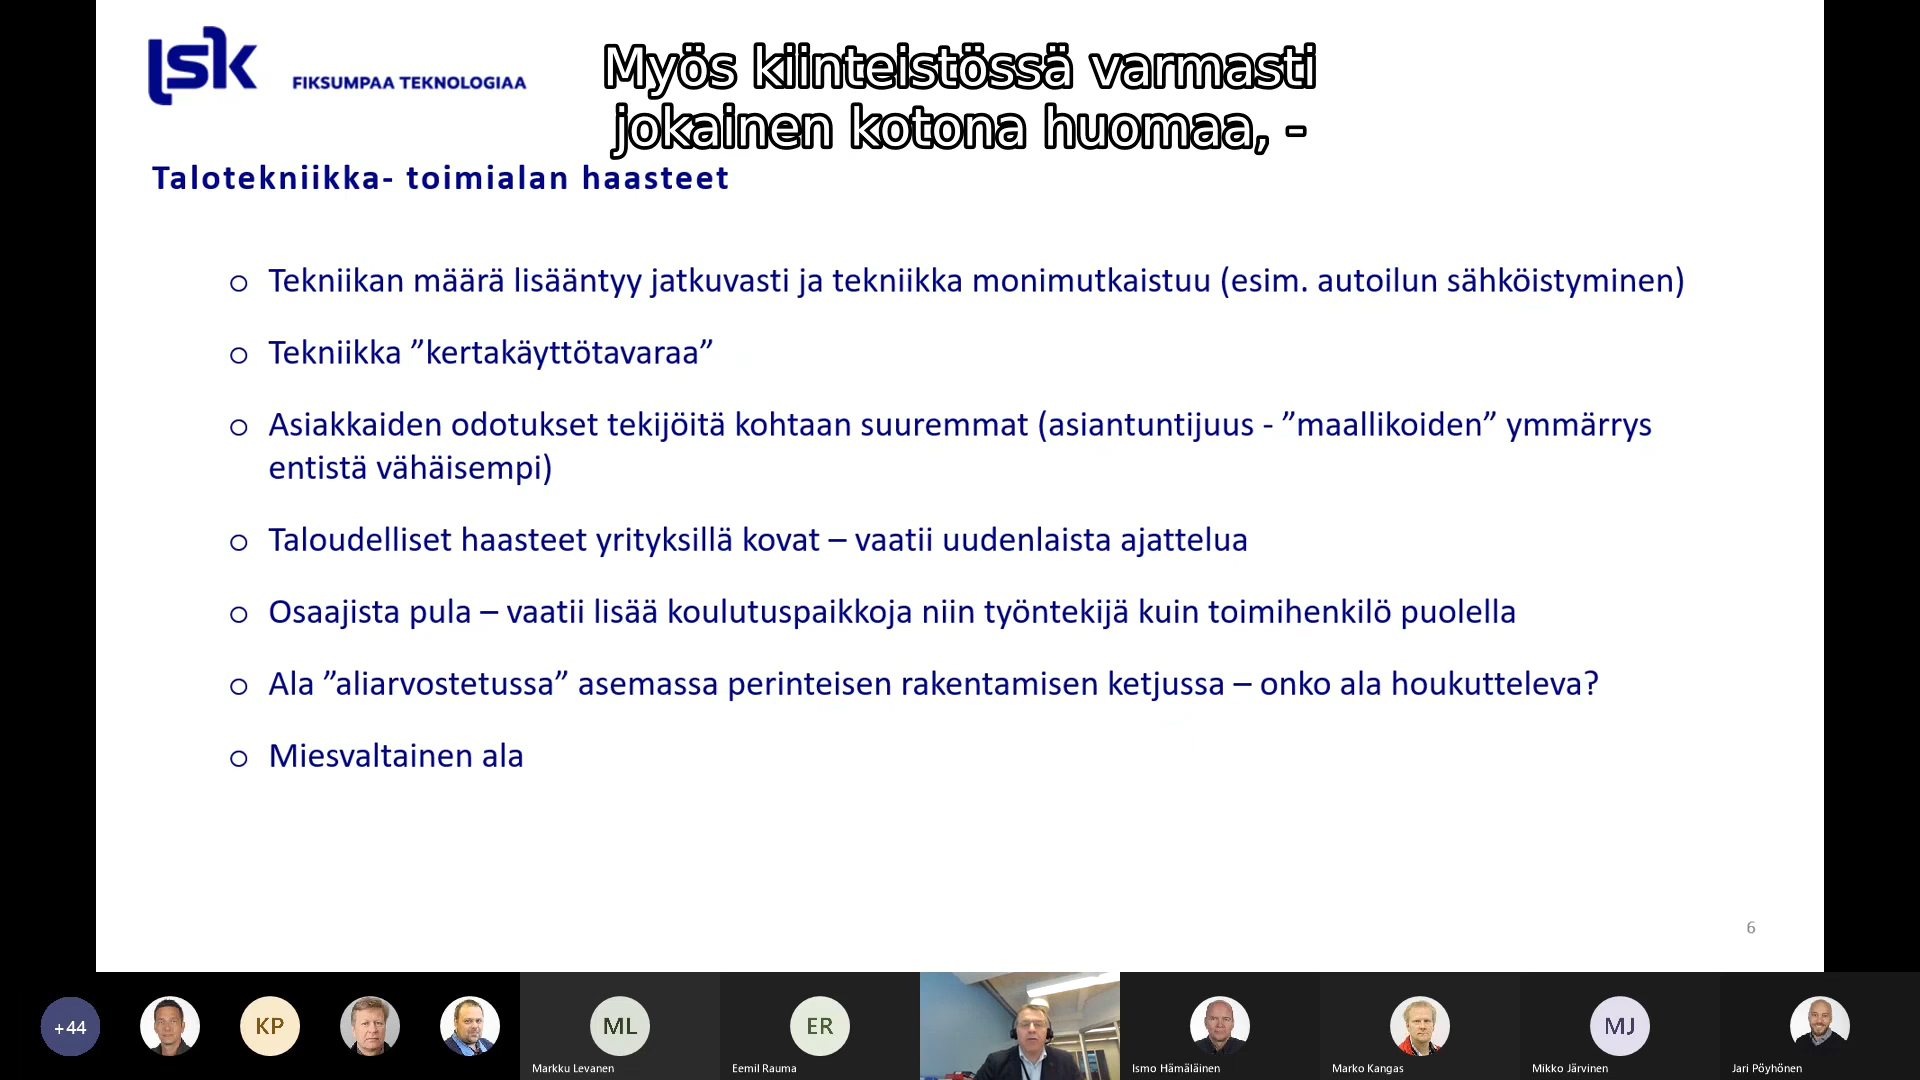 lsk
FIKSUMPAA TEKNOLOGIAA
Myös kiinteistössä varmasti
jokainen kotona huomaa, -
Talotekniikka- toimialan haasteet
o Tekniikan määrä lisääntyy jatkuvasti ja tekniikka monimutkaistuu (esim. autoilun sähköistyminen)
o Tekniikka ”kertakäyttötavaraa”
o Asiakkaiden odotukset tekijöitä kohtaan suuremmat (asiantuntijuus - ”maallikoiden” ymmärrys
entistä vähäisempi)
o Taloudelliset haasteet yrityksillä kovat – vaatii uudenlaista ajattelua
o Osaajista pula – vaatii lisää koulutuspaikkoja niin työntekijä kuin toimihenkilö puolella
o Ala ”aliarvostetussa” asemassa perinteisen rakentamisen ketjussa – onko ala houkutteleva?
o Miesvaltainen ala
6
+44
KP
ML
ER
MJ
Markku Levanen
Eemil Rauma
Ismo Hämäläinen
Marko Kangas
Mikko Järvinen
Jari Pöyhönen